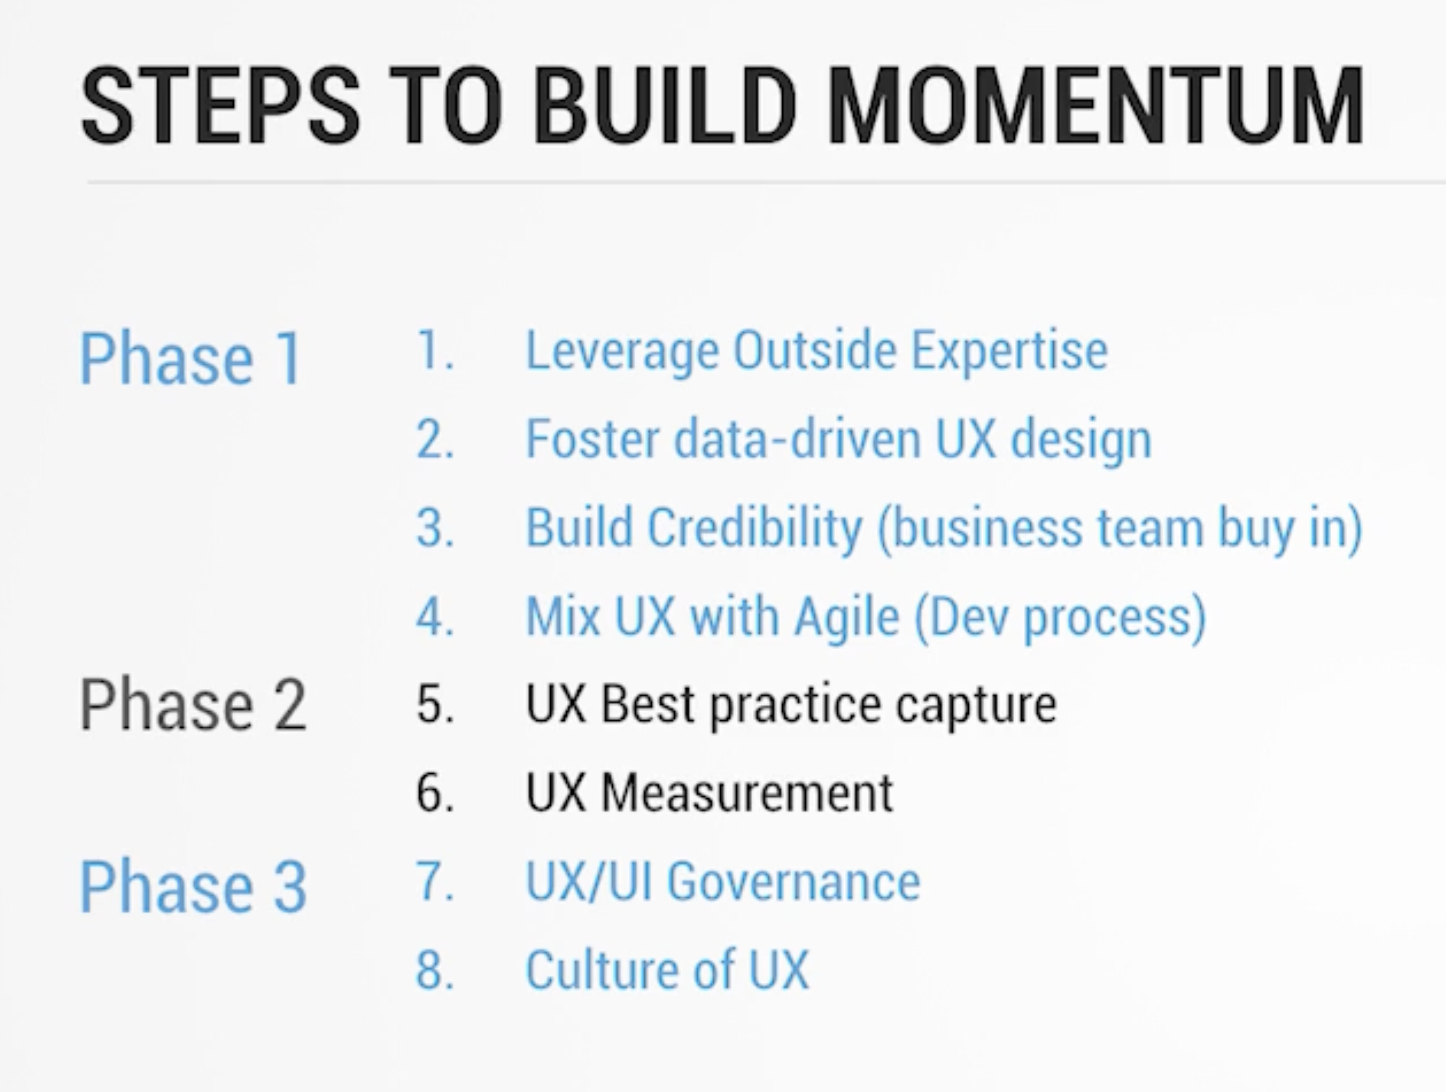 STEPS TO BUILD MOMENTUM
Phase 1 1. Leverage Outside Expertise
2. Foster data-driven UX design
3. Build Credibility (business team buy in)
4. Mix UX with Agile (Dev process)
Phase 2 5. UX Best practice capture
6. UX Measurement
Phase 3 7. UX/UI Governance
8. Culture of UX